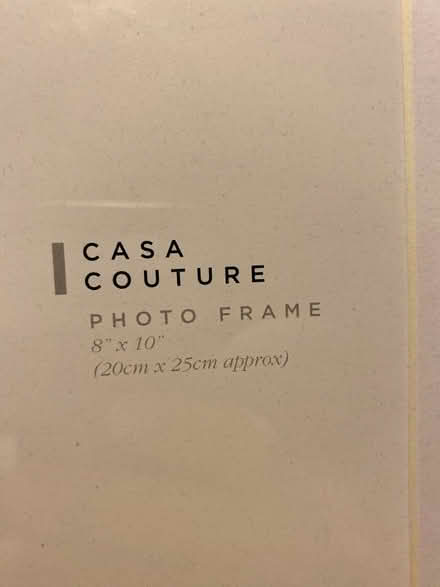 CASA
COUTURE
PHOTO FRAME
8" x 10"
(20cm x 25cm approx)